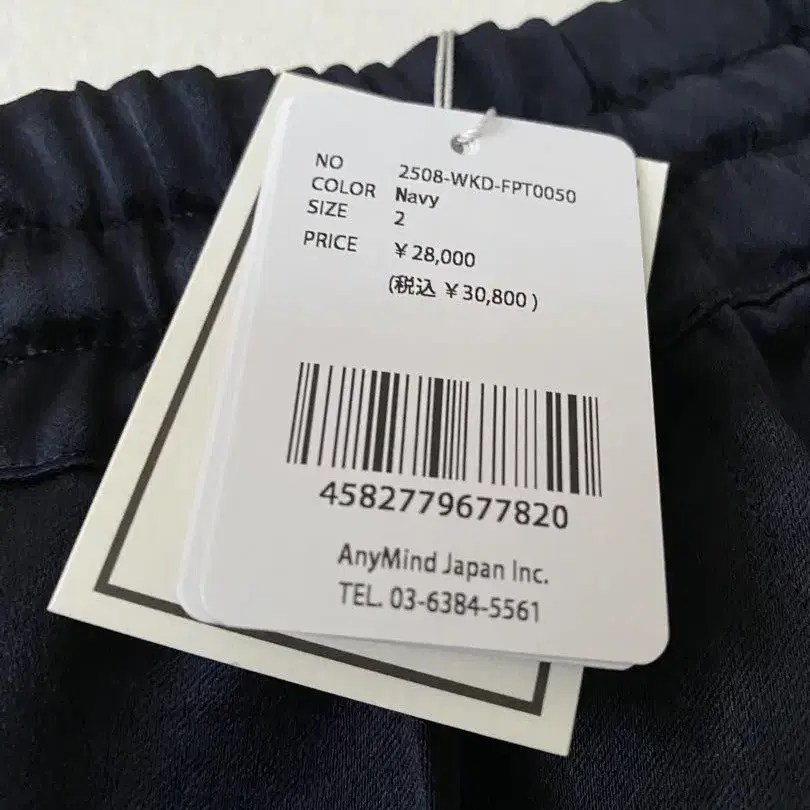 NO 2508-WKD-FPT0050
COLOR Navy
SIZE 2
PRICE ¥28,000
(税込 ¥30,800)
4582779677820
AnyMind Japan Inc.
TEL. 03-6384-5561